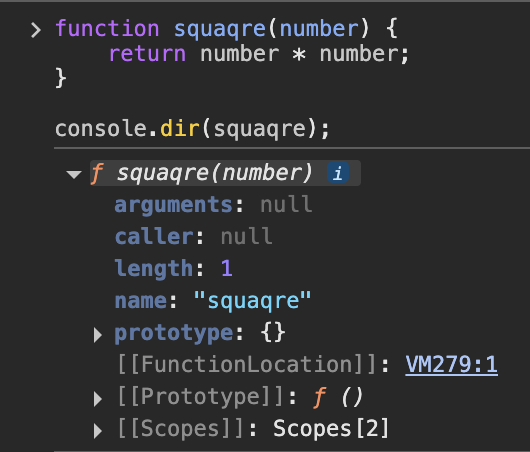 function squaqre(number) {
    return number * number;
}
console.dir(squaqre);
ƒ squaqre(number) i
arguments: null
caller: null
length: 1
name: "squaqre"
prototype: {}
[[FunctionLocation]]: VM279:1
[[Prototype]]: ƒ ()
[[Scopes]]: Scopes[2]